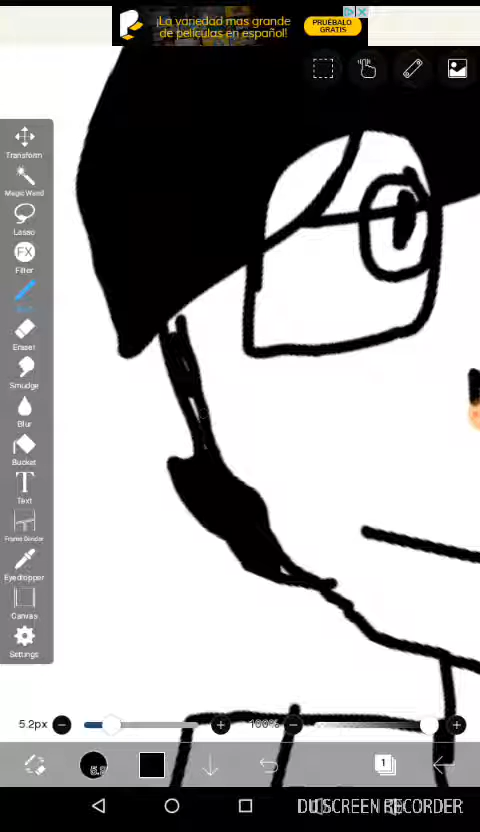 ¡La variedad mas grande
de películas en español!
PRUÉBALO
GRATIS
Transform
Magic Wand
Lasso
FX
Filter
Eraser
Smudge
Blur
Bucket
T
Text
Frame Divider
Eyedropper
Canvas
Settings
5.2px
100%
1
DU SCREEN RECORDER